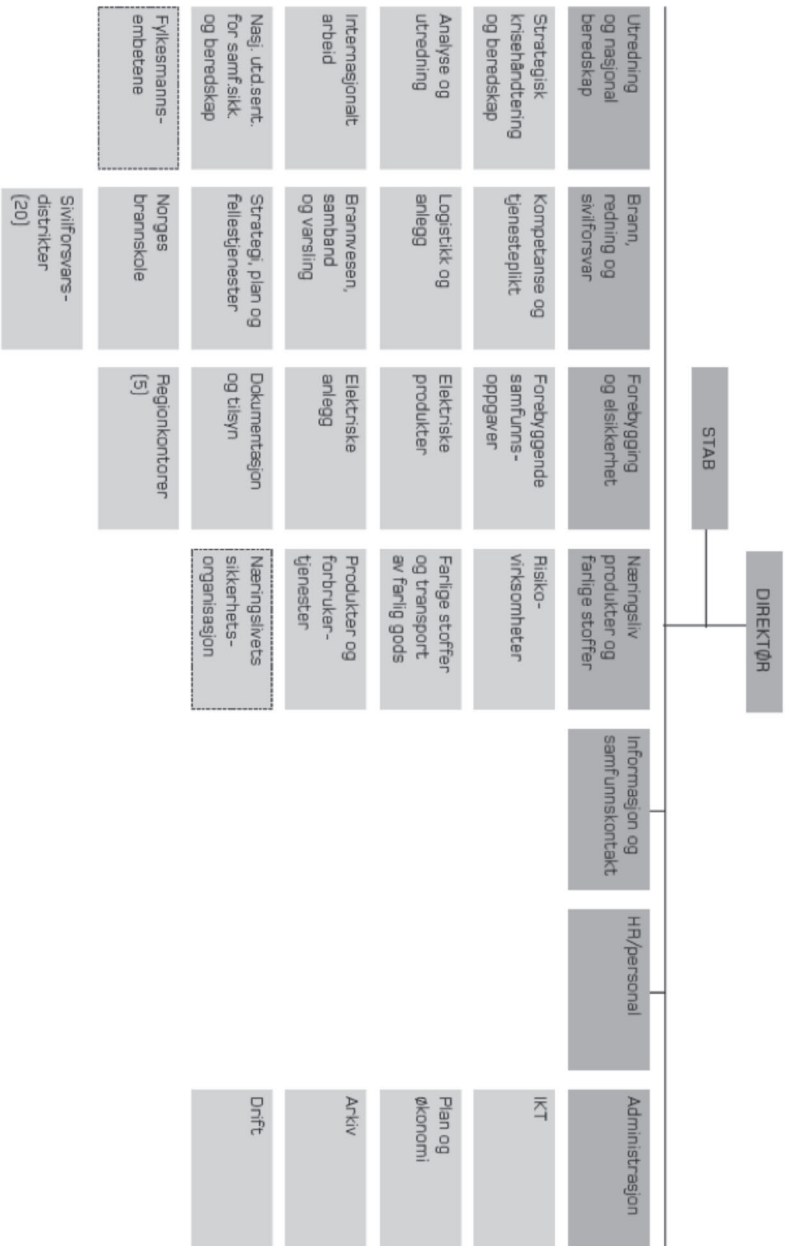 DIREKTØR
STAB
Utredning
og nasjonal
beredskap
Strategisk
krisehåndtering
og beredskap
Analyse og
utredning
Internasjonalt
arbeid
Nasj. utd.sent.
for samf.sikk.
og beredskap
Fylkesmanns-
embetene
Brann,
redning og
sivilforsvar
Kompetanse og
tjenesteplikt
Logistikk og
anlegg
Brannvesen,
samband
og varsling
Strategi, plan og
fellestjenester
Norges
brannskole
Sivilforsvars-
distrikter
(20)
Forebygging
og elsikkerhet
Forebyggende
samfunns-
oppgaver
Elektriske
produkter
Elektriske
anlegg
Dokumentasjon
og tilsyn
Regionkontorer
(5)
Næringsliv
produkter og
farlige stoffer
Risiko-
virksomheter
Farlige stoffer
og transport
av farlig gods
Produkter og
forbruker-
tjenester
Næringslivets
sikkerhets-
organisasjon
Informasjon og
samfunnskontakt
HR/personal
Administrasjon
IKT
Plan og
økonomi
Arkiv
Drift